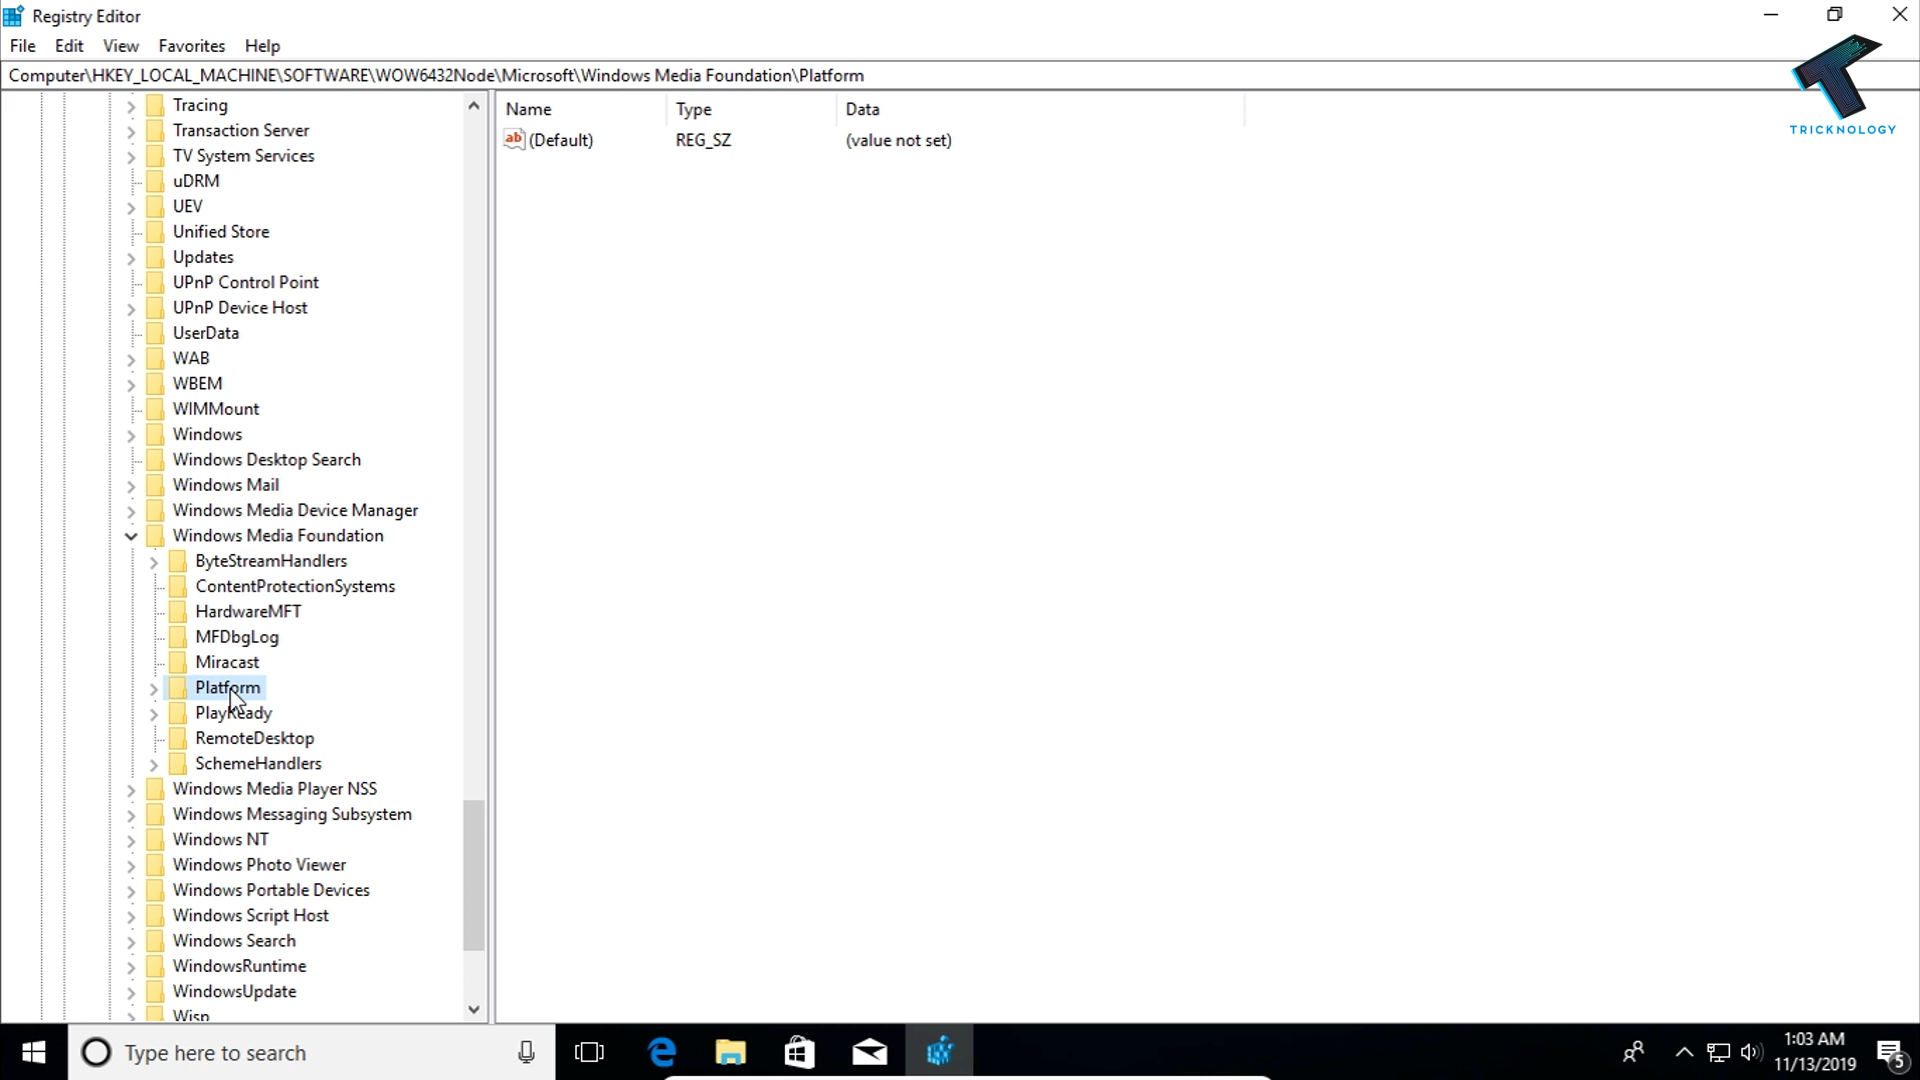 Registry Editor
File Edit View Favorites Help
Computer\HKEY_LOCAL_MACHINE\SOFTWARE\WOW6432Node\Microsoft\Windows Media Foundation\Platform
TRICKNOLOGY
Name Type Data
ab (Default) REG_SZ (value not set)
Tracing
Transaction Server
TV System Services
uDRM
UEV
Unified Store
Updates
UPnP Control Point
UPnP Device Host
UserData
WAB
WBEM
WIMMount
Windows
Windows Desktop Search
Windows Mail
Windows Media Device Manager
Windows Media Foundation
ByteStreamHandlers
ContentProtectionSystems
HardwareMFT
MFDbgLog
Miracast
Platform
PlayReady
RemoteDesktop
SchemeHandlers
Windows Media Player NSS
Windows Messaging Subsystem
Windows NT
Windows Photo Viewer
Windows Portable Devices
Windows Script Host
Windows Search
WindowsRuntime
WindowsUpdate
Wisp
Type here to search
1:03 AM
11/13/2019
5